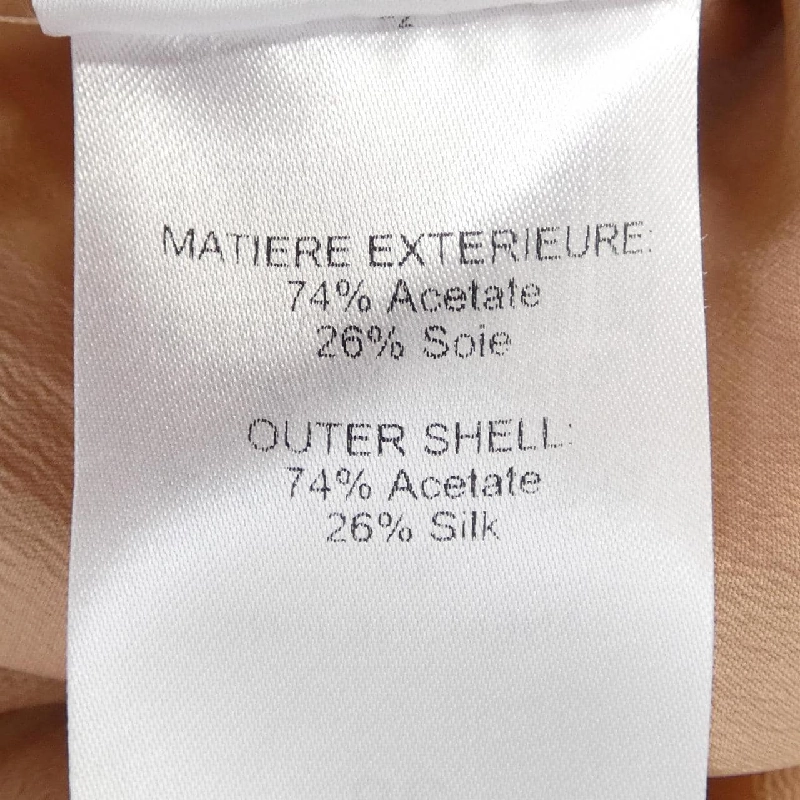 MATIERE EXTERIEURE:
74% Acetate
26% Soie
OUTER SHELL:
74% Acetate
26% Silk